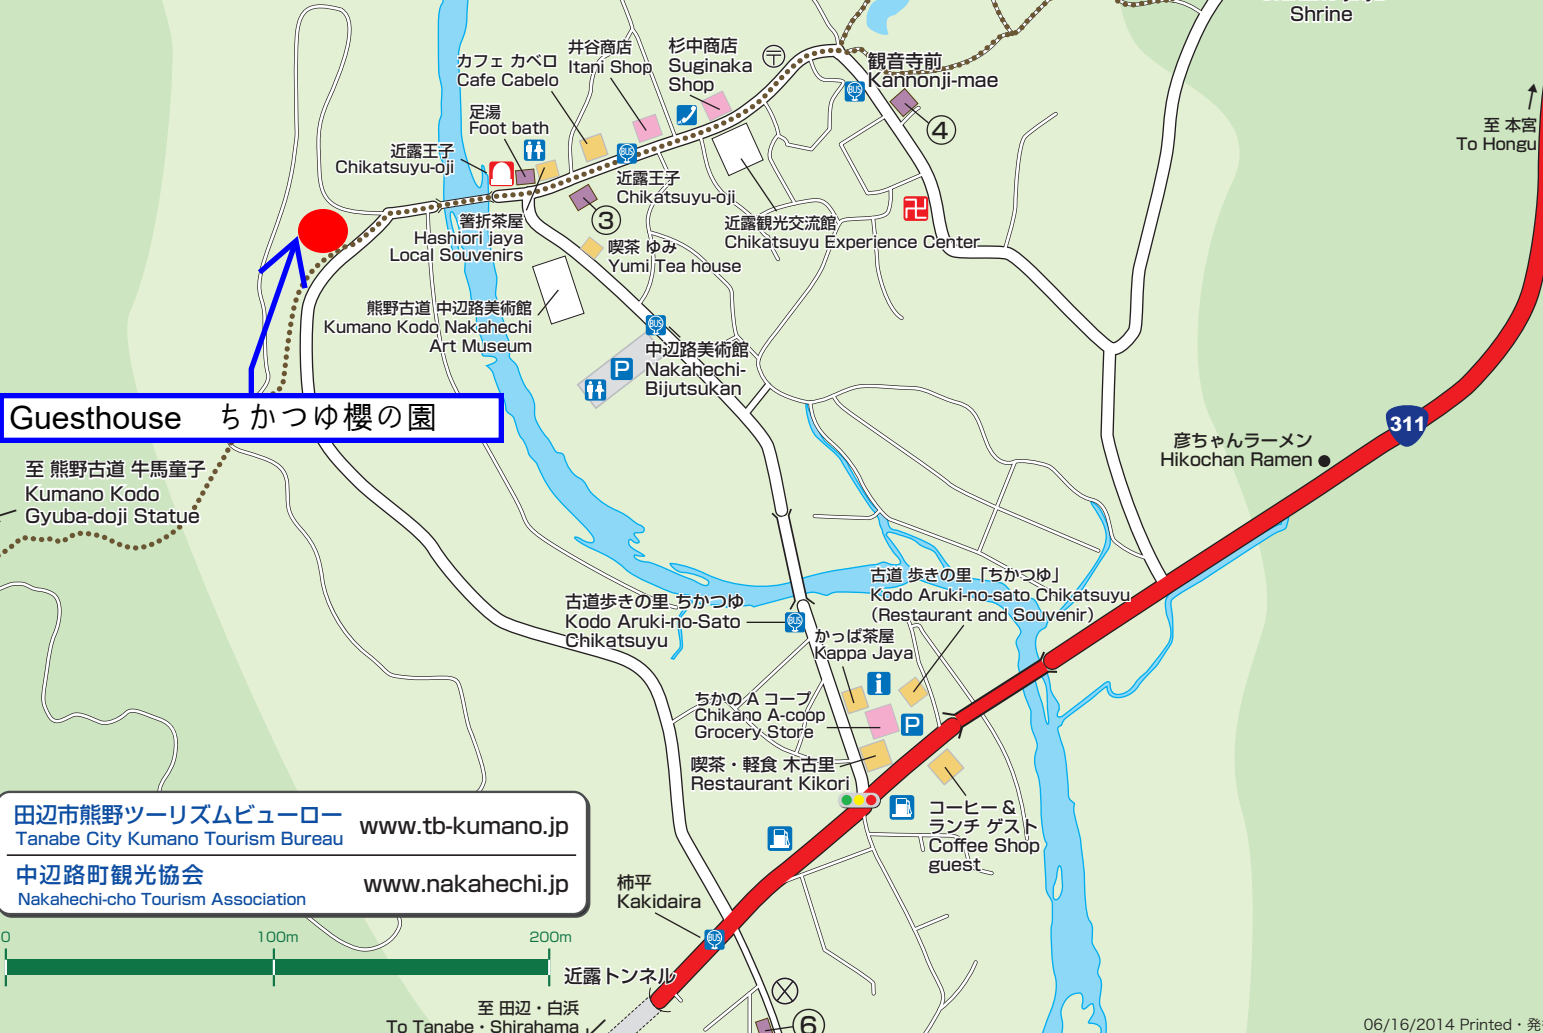 Shrine
カフェ カベロ
Cafe Cabelo
井谷商店
Itani Shop
杉中商店
Suginaka
Shop
観音寺前
Kannonji-mae
BUS
④
足湯
Foot bath
近露王子
Chikatsuyu-oji
BUS
近露王子
Chikatsuyu-oji
③
至 本宮
To Hongu
箸折茶屋
Hashiori jaya
Local Souvenirs
喫茶 ゆみ
Yumi Tea house
近露観光交流館
Chikatsuyu Experience Center
熊野古道 中辺路美術館
Kumano Kodo Nakahechi
Art Museum
BUS
中辺路美術館
Nakahechi-
Bijutsukan
P
Guesthouse ちかつゆ櫻の園
至 熊野古道 牛馬童子
Kumano Kodo
Gyuba-doji Statue
311
彦ちゃんラーメン
Hikochan Ramen
古道歩きの里 ちかつゆ
Kodo Aruki-no-Sato
Chikatsuyu
BUS
古道 歩きの里「ちかつゆ」
Kodo Aruki-no-sato Chikatsuyu
(Restaurant and Souvenir)
かっぱ茶屋
Kappa Jaya
i
ちかの A コープ
Chikano A-coop
Grocery Store
P
喫茶・軽食 木古里
Restaurant Kikori
コーヒー &
ランチ ゲスト
Coffee Shop
guest
田辺市熊野ツーリズムビューロー
Tanabe City Kumano Tourism Bureau
www.tb-kumano.jp
中辺路町観光協会
Nakahechi-cho Tourism Association
www.nakahechi.jp
柿平
Kakidaira
BUS
0 100m 200m
近露トンネル
至 田辺・白浜
To Tanabe・Shirahama
⑥
06/16/2014 Printed・発